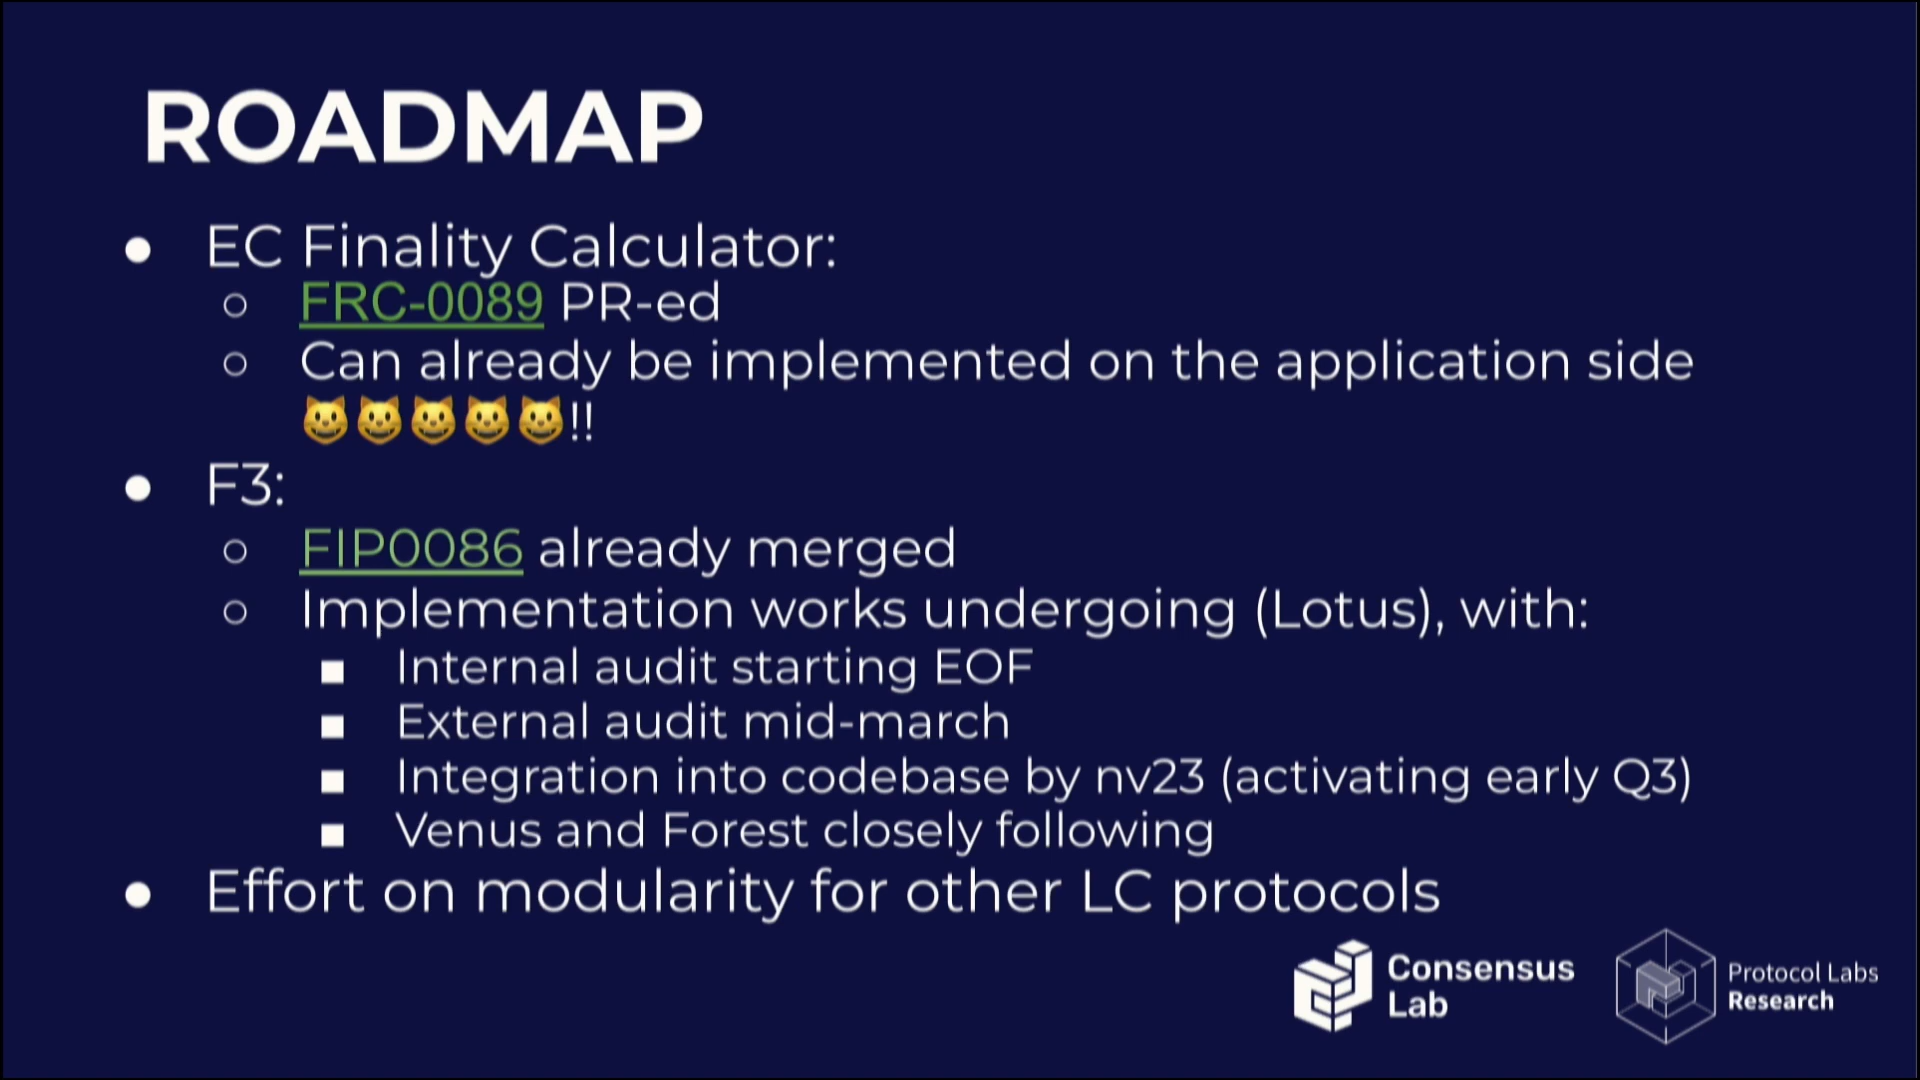 ROADMAP
● EC Finality Calculator:
○ FRC-0089 PR-ed
○ Can already be implemented on the application side
😺😺😺😺😺!!
● F3:
○ FIP0086 already merged
○ Implementation works undergoing (Lotus), with:
■ Internal audit starting EOF
■ External audit mid-march
■ Integration into codebase by nv23 (activating early Q3)
■ Venus and Forest closely following
● Effort on modularity for other LC protocols
Consensus
Lab
Protocol Labs
Research